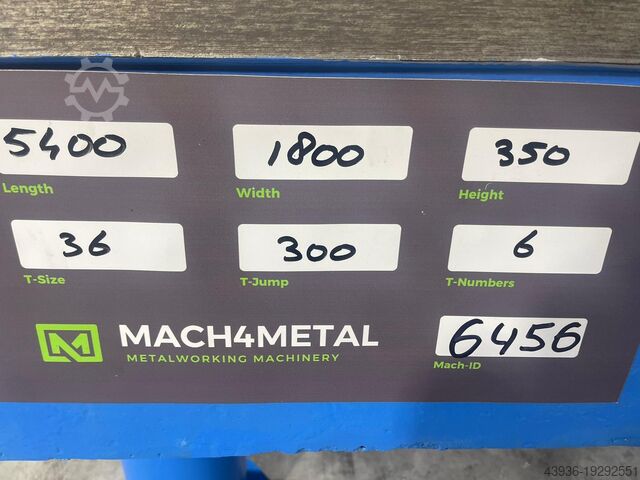 5400 1800 350
Length Width Height
36 300 6
T-Size T-Jump T-Numbers
MACH4METAL 6456
METALWORKING MACHINERY Mach-ID
43936-19292551